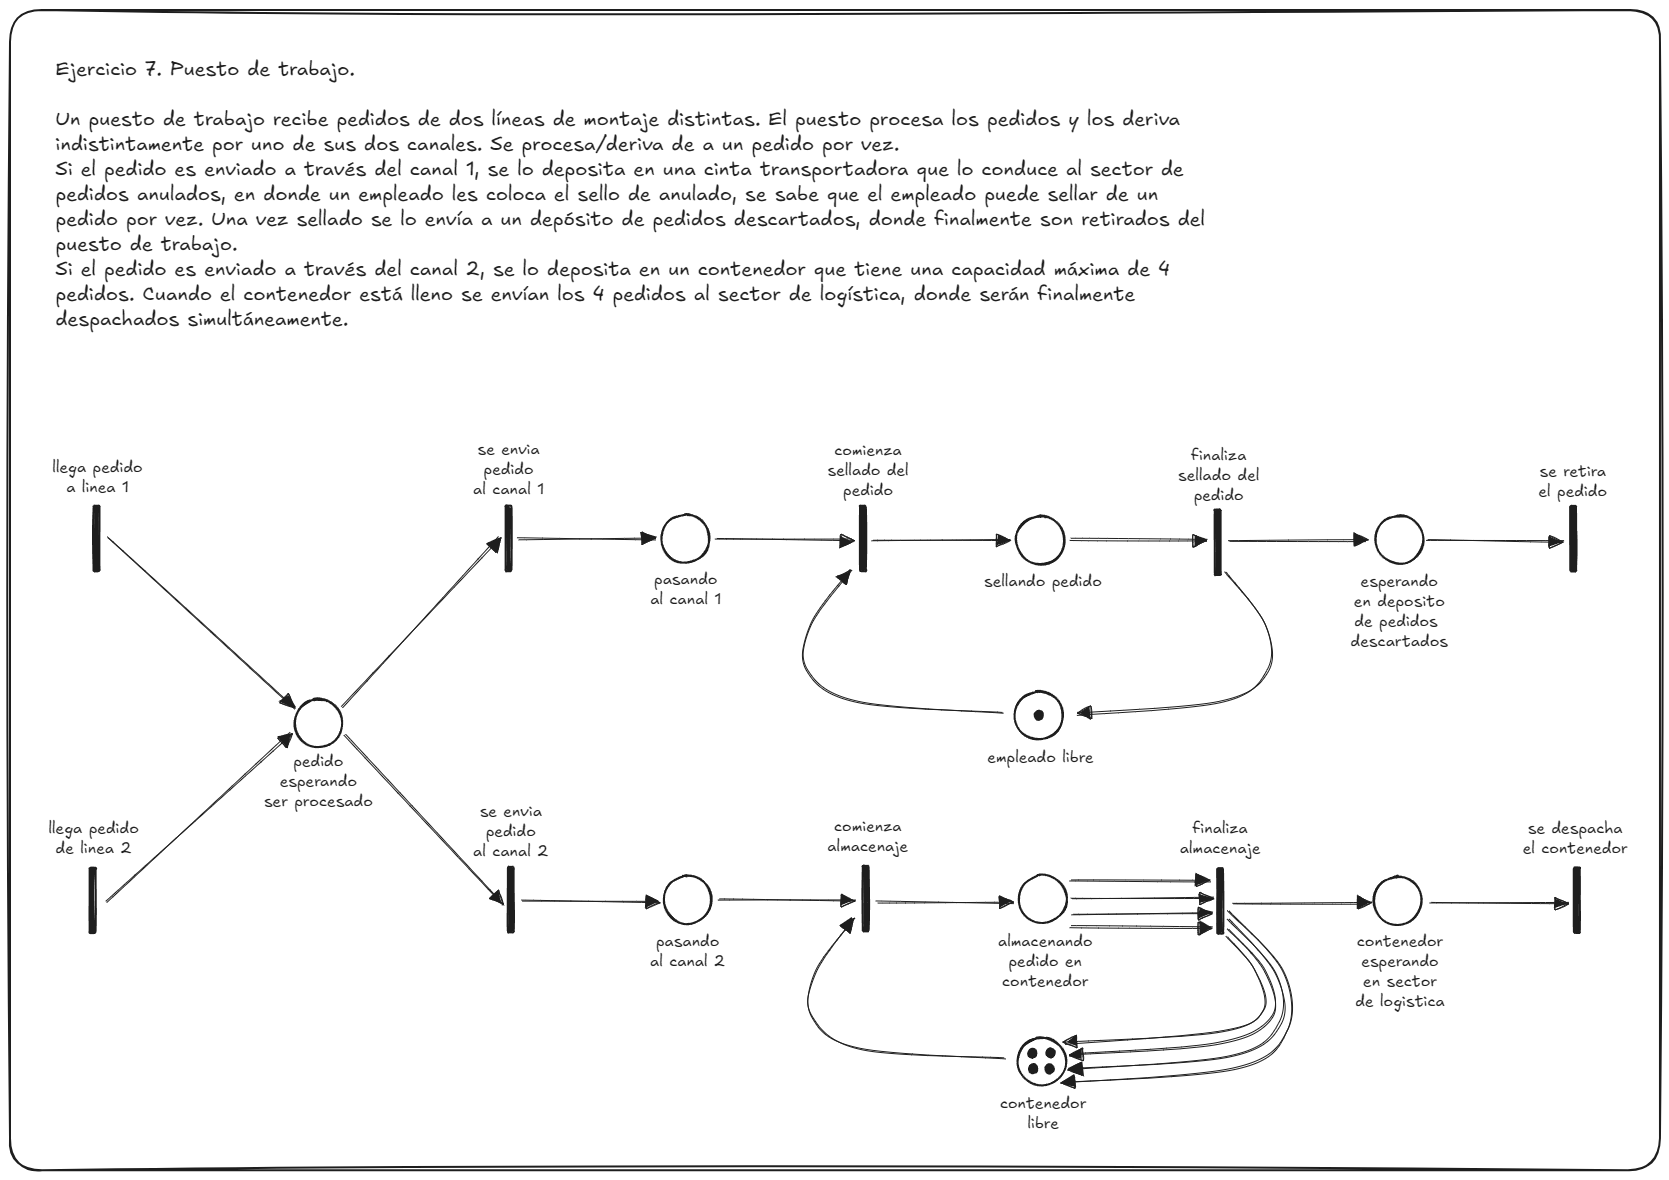 Ejercicio 7. Puesto de trabajo.
Un puesto de trabajo recibe pedidos de dos líneas de montaje distintas. El puesto procesa los pedidos y los deriva
indistintamente por uno de sus dos canales. Se procesa/deriva de a un pedido por vez.
Si el pedido es enviado a través del canal 1, se lo deposita en una cinta transportadora que lo conduce al sector de
pedidos anulados, en donde un empleado les coloca el sello de anulado, se sabe que el empleado puede sellar de un
pedido por vez. Una vez sellado se lo envía a un depósito de pedidos descartados, donde finalmente son retirados del
puesto de trabajo.
Si el pedido es enviado a través del canal 2, se lo deposita en un contenedor que tiene una capacidad máxima de 4
pedidos. Cuando el contenedor está lleno se envían los 4 pedidos al sector de logística, donde serán finalmente
despachados simultáneamente.
llega pedido
a linea 1
se envia
pedido
al canal 1
comienza
sellado del
pedido
finaliza
sellado del
pedido
se retira
el pedido
pasando
al canal 1
sellando pedido
esperando
en deposito
de pedidos
descartados
empleado libre
pedido
esperando
ser procesado
llega pedido
de linea 2
se envia
pedido
al canal 2
comienza
almacenaje
finaliza
almacenaje
se despacha
el contenedor
pasando
al canal 2
almacenando
pedido en
contenedor
contenedor
esperando
en sector
de logistica
contenedor
libre